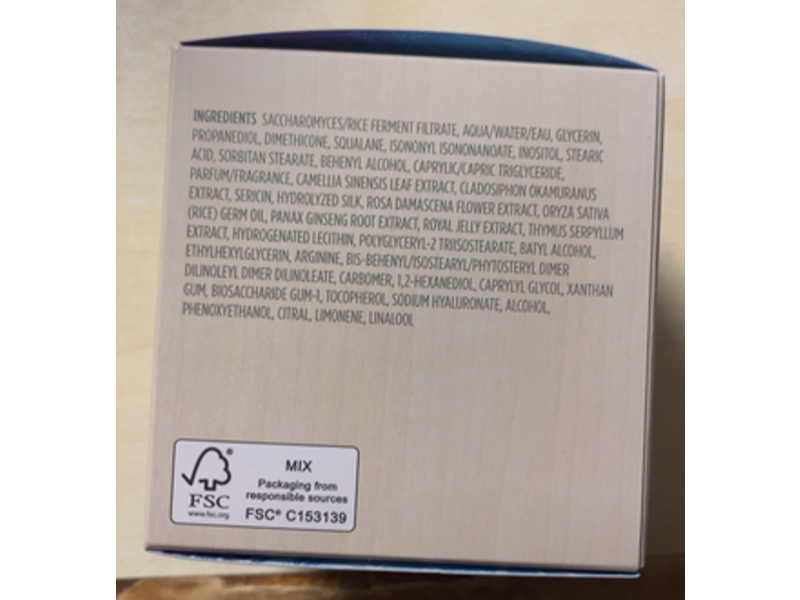 INGREDIENTS SACCHAROMYCES/RICE FERMENT FILTRATE, AQUA/WATER/EAU, GLYCERIN,
PROPANEDIOL, DIMETHICONE, SQUALANE, ISONONYL ISONONANOATE, INOSITOL, STEARIC
ACID, SORBITAN STEARATE, BEHENYL ALCOHOL, CAPRYLIC/CAPRIC TRIGLYCERIDE,
PARFUM/FRAGRANCE, CAMELLIA SINENSIS LEAF EXTRACT, CLADOSIPHON OKAMURANUS
EXTRACT, SERICIN, HYDROLYZED SILK, ROSA DAMASCENA FLOWER EXTRACT, ORYZA SATIVA
(RICE) GERM OIL, PANAX GINSENG ROOT EXTRACT, ROYAL JELLY EXTRACT, THYMUS SERPYLLUM
EXTRACT, HYDROGENATED LECITHIN, POLYGLYCERYL-2 TRIISOSTEARATE, BATYL ALCOHOL,
ETHYLHEXYLGLYCERIN, ARGININE, BIS-BEHENYL/ISOSTEARYL/PHYTOSTERYL DIMER
DILINOLEYL DIMER DILINOLEATE, CARBOMER, 1,2-HEXANEDIOL, CAPRYLYL GLYCOL, XANTHAN
GUM, BIOSACCHARIDE GUM-1, TOCOPHEROL, SODIUM HYALURONATE, ALCOHOL,
PHENOXYETHANOL, CITRAL, LIMONENE, LINALOOL
FSC
www.fsc.org
MIX
Packaging from
responsible sources
FSC® C153139